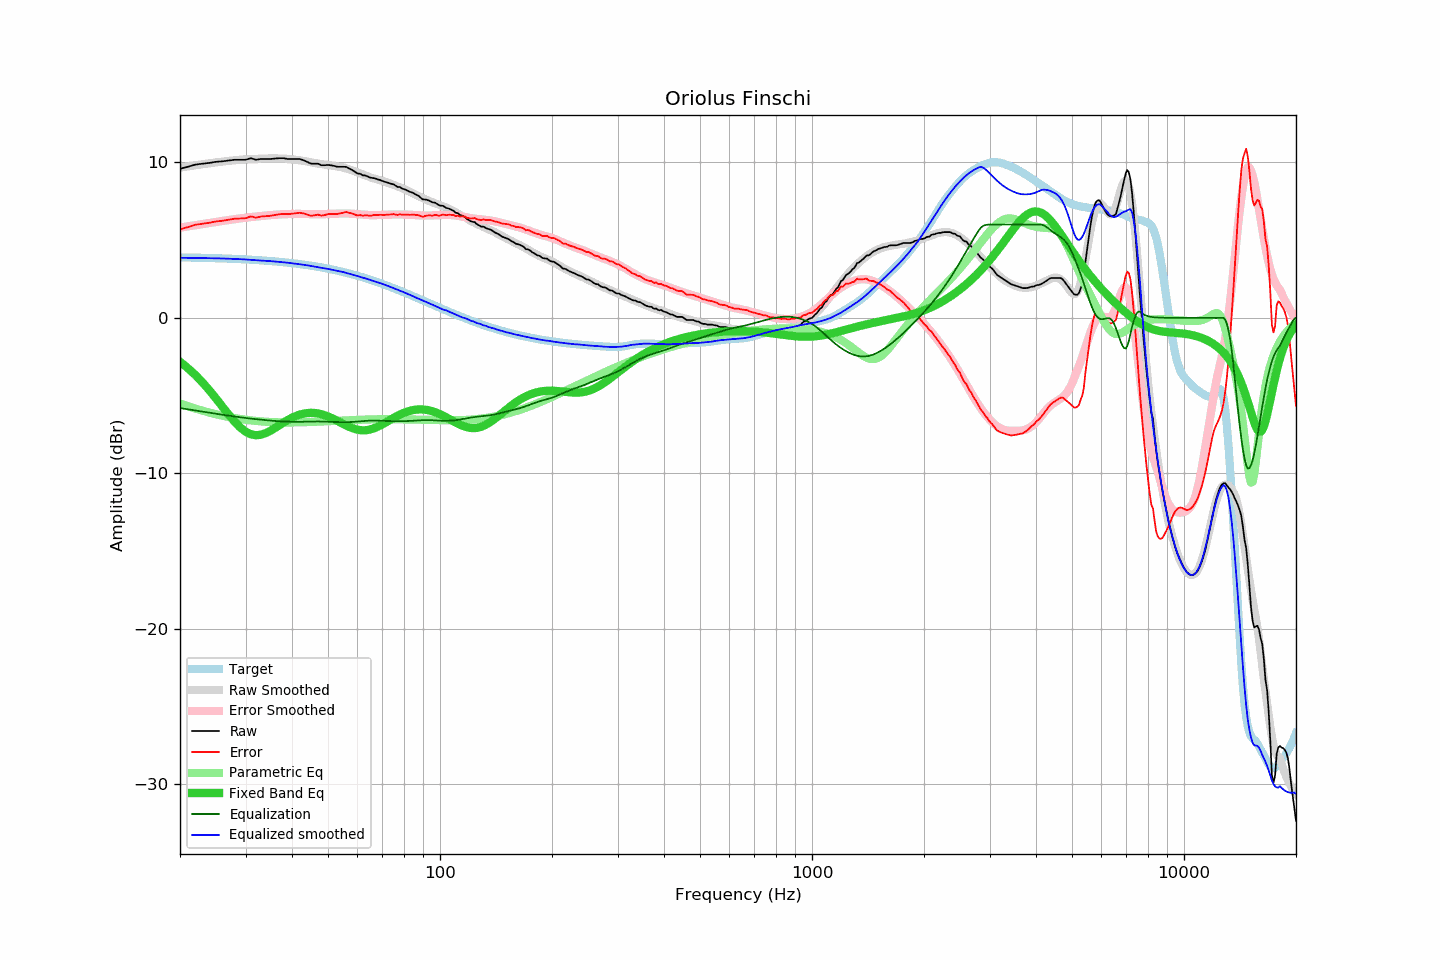 Oriolus Finschi
10
0
−10
−20
−30
Amplitude (dBr)
Target
Raw Smoothed
Error Smoothed
Raw
Error
Parametric Eq
Fixed Band Eq
Equalization
Equalized smoothed
100
1000
10000
Frequency (Hz)